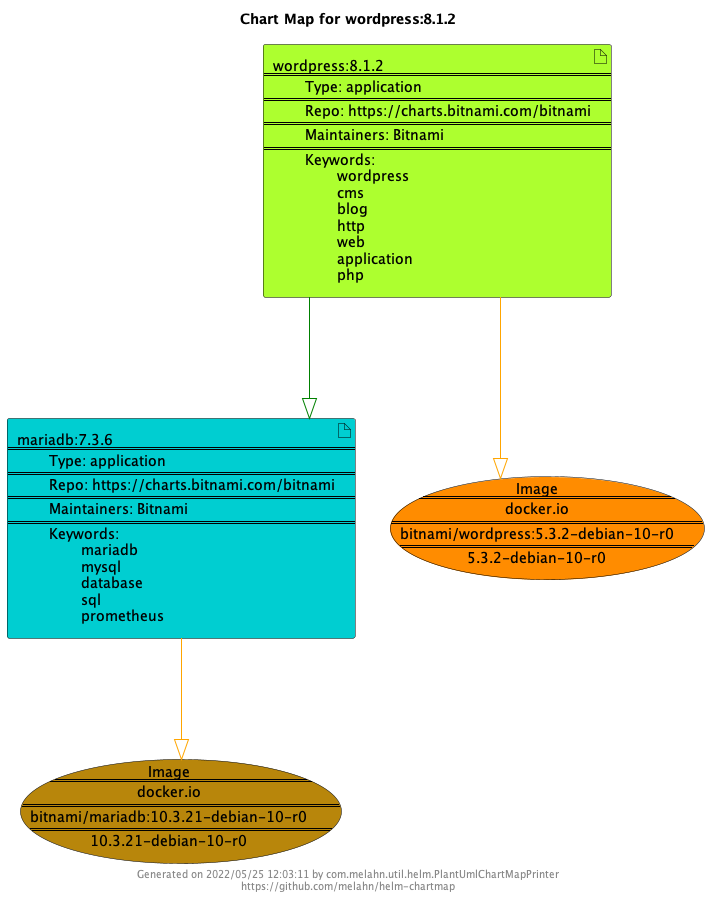 Chart Map for wordpress:8.1.2
wordpress:8.1.2
Type: application
Repo: https://charts.bitnami.com/bitnami
Maintainers: Bitnami
Keywords:
wordpress
cms
blog
http
web
application
php
mariadb:7.3.6
Type: application
Repo: https://charts.bitnami.com/bitnami
Maintainers: Bitnami
Keywords:
mariadb
mysql
database
sql
prometheus
Image
docker.io
bitnami/wordpress:5.3.2-debian-10-r0
5.3.2-debian-10-r0
Image
docker.io
bitnami/mariadb:10.3.21-debian-10-r0
10.3.21-debian-10-r0
Generated on 2022/05/25 12:03:11 by com.melahn.util.helm.PlantUmlChartMapPrinter
https://github.com/melahn/helm-chartmap